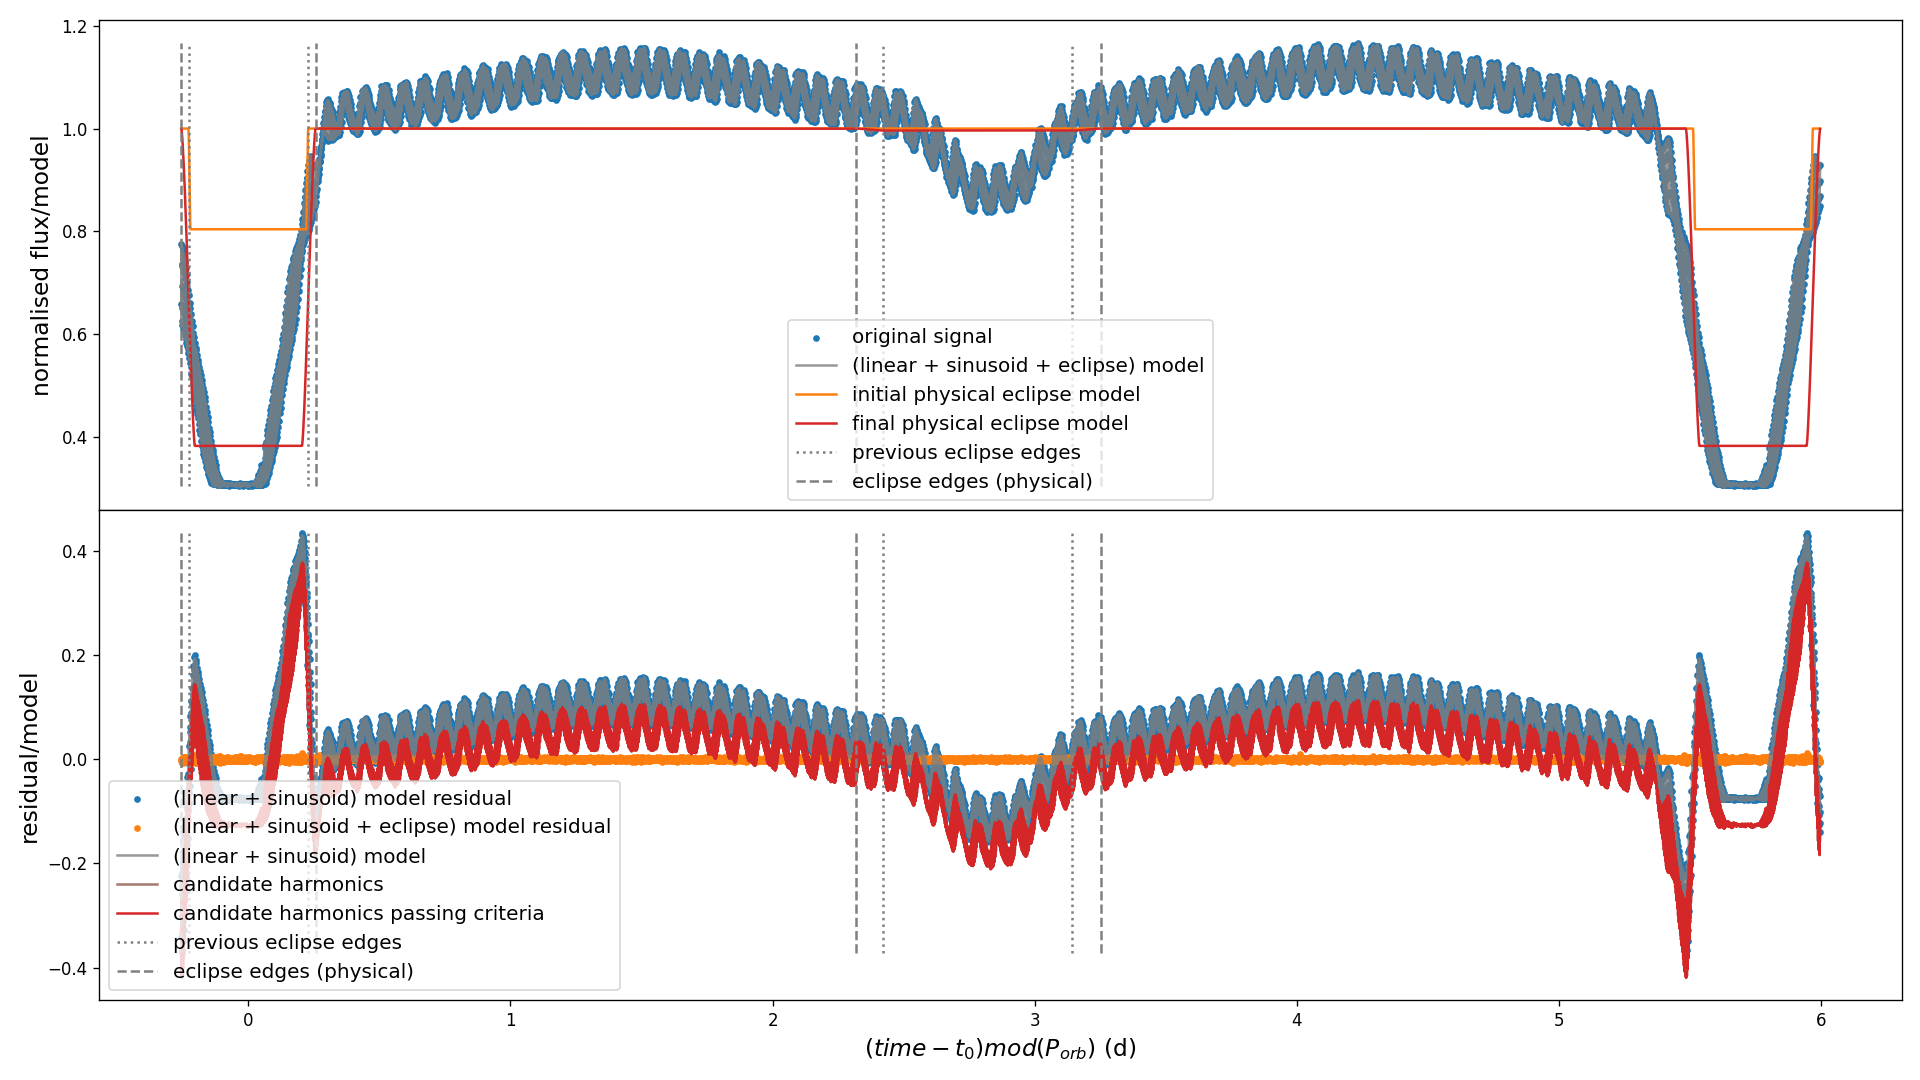 1.2
1.0
0.8
0.6
0.4
normalised flux/model
original signal
(linear + sinusoid + eclipse) model
initial physical eclipse model
final physical eclipse model
previous eclipse edges
eclipse edges (physical)
0.4
0.2
0.0
−0.2
−0.4
residual/model
(linear + sinusoid) model residual
(linear + sinusoid + eclipse) model residual
(linear + sinusoid) model
candidate harmonics
candidate harmonics passing criteria
previous eclipse edges
eclipse edges (physical)
0 1 2 3 4 5 6
(time − t₀)mod(Pₒᵣb) (d)